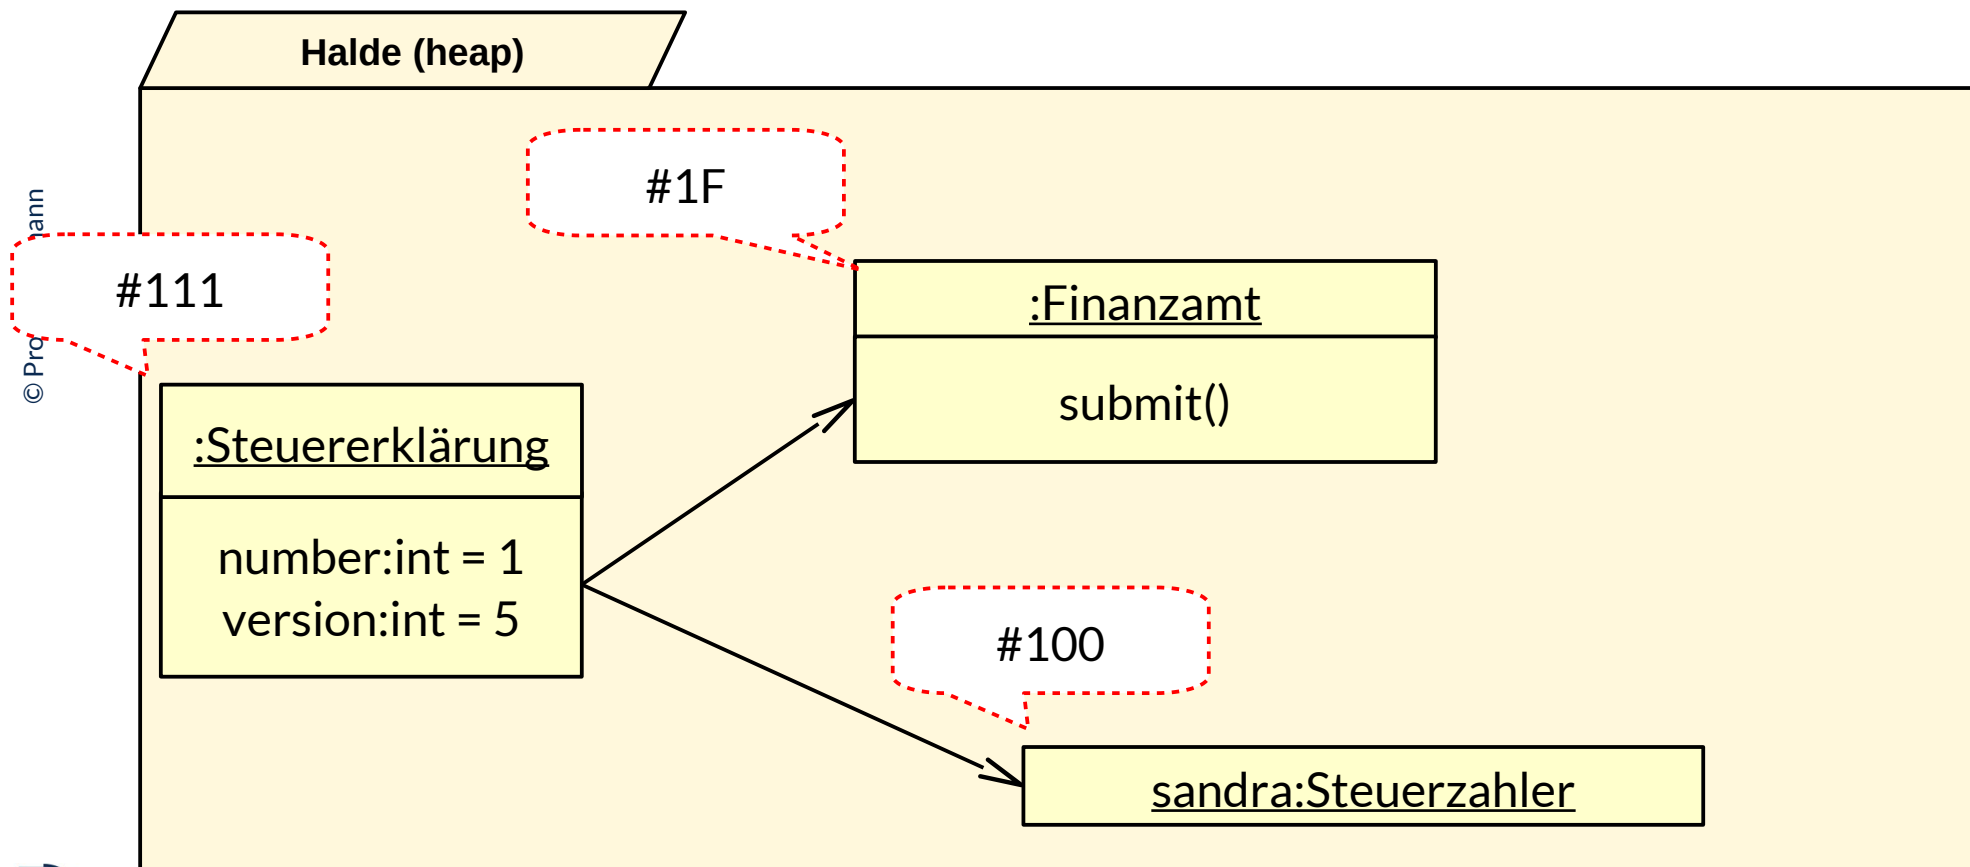 Halde (heap)
#1F
#111
:Finanzamt
submit()
:Steuererklärung
number:int = 1
version:int = 5
#100
sandra:Steuerzahler
©